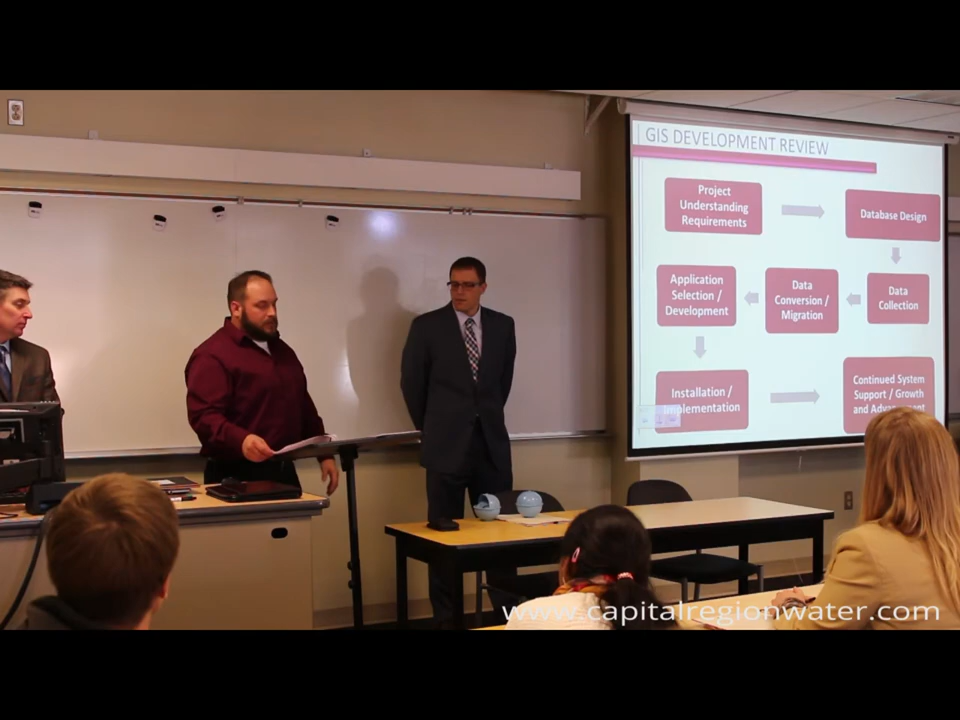 GIS DEVELOPMENT REVIEW
Project
Understanding
Requirements
Database Design
Application
Selection /
Development
Data
Conversion /
Migration
Data
Collection
Installation /
Implementation
Continued System
Support / Growth
and
www.capitalregionwater.com